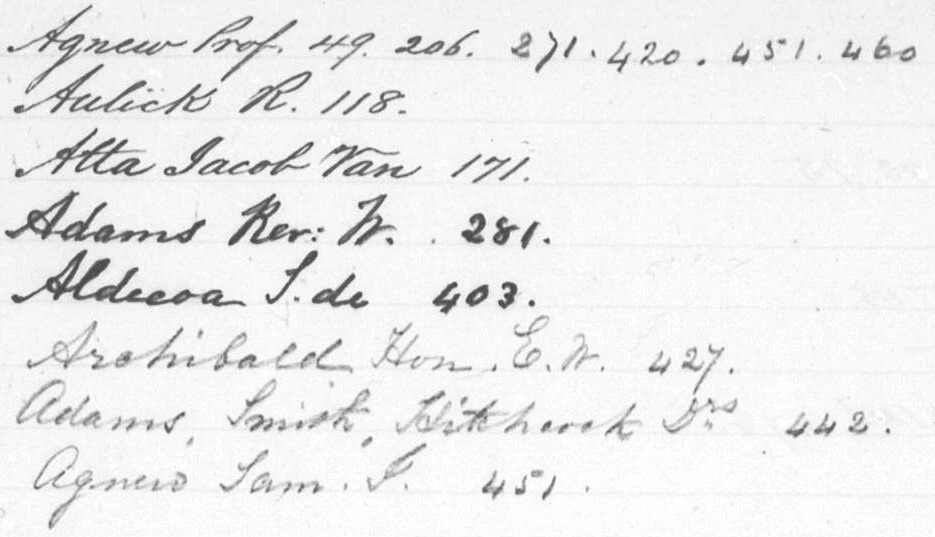 Agnew Prof. 49. 206. 271. 420. 451. 460
Aulick R. 118.
Atta Jacob Van 171.
Adams Rev: W. 281.
Aldecoa S. de 403.
Archibald Hon. E. W. 427.
Adams, Smith, Hitchcock Drs 442.
Agnew Sam. J. 451.